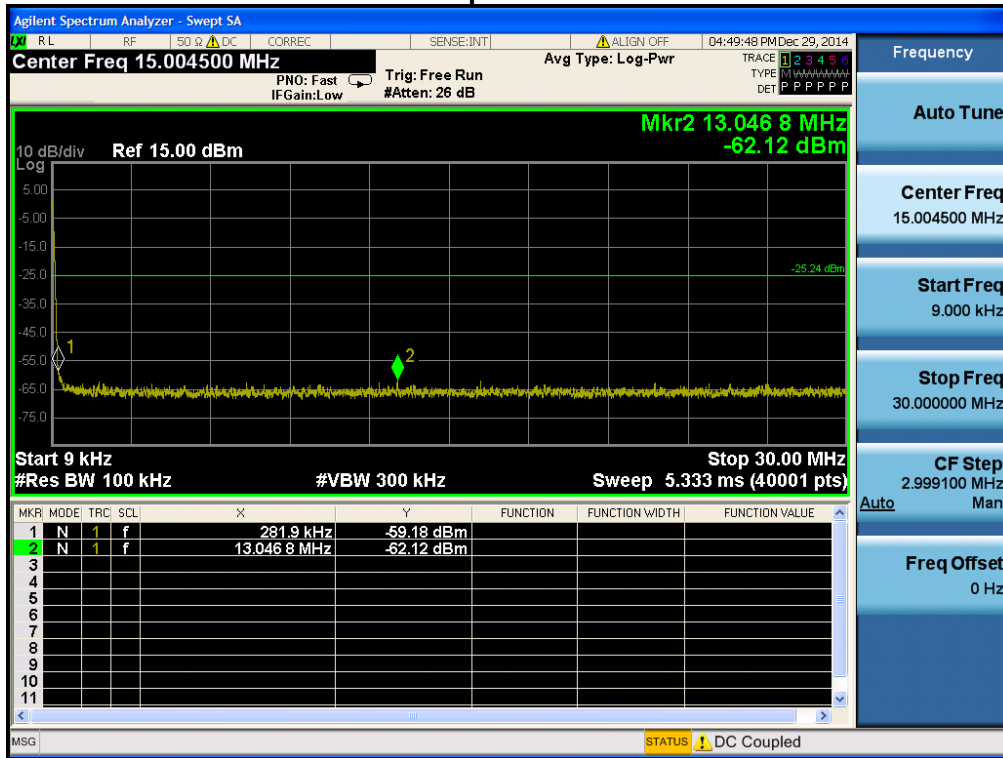 Agilent Spectrum Analyzer - Swept SA
LXI RL RF 50 Ω DC CORREC SENSE:INT ALIGN OFF 04:49:48 PM Dec 29, 2014
Center Freq 15.004500 MHz
PNO: Fast
IFGain:Low
Trig: Free Run
#Atten: 26 dB
Avg Type: Log-Pwr
TRACE 1 2 3 4 5 6
TYPE M
DET P P P P P P
Mkr2 13.046 8 MHz
-62.12 dBm
10 dB/div Ref 15.00 dBm
Log
5.00
-5.00
-15.0
-25.0
-25.24 dBm
-35.0
-45.0
-55.0
-65.0
-75.0
1
2
Start 9 kHz Stop 30.00 MHz
#Res BW 100 kHz #VBW 300 kHz Sweep 5.333 ms (40001 pts)
MKR MODE TRC SCL X Y FUNCTION FUNCTION WIDTH FUNCTION VALUE
1 N 1 f 281.9 kHz -59.18 dBm
2 N 1 f 13.046 8 MHz -62.12 dBm
3
4
5
6
7
8
9
10
11
MSG STATUS DC Coupled
Frequency
Auto Tune
Center Freq
15.004500 MHz
Start Freq
9.000 kHz
Stop Freq
30.000000 MHz
CF Step
2.999100 MHz
Auto Man
Freq Offset
0 Hz